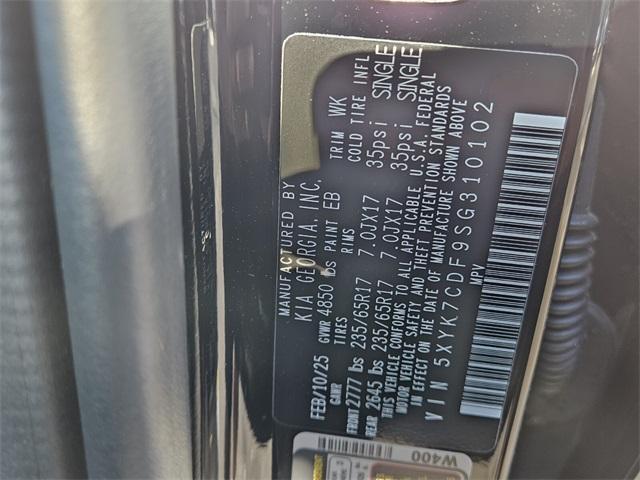 MANUFACTURED BY
KIA GEORGIA, INC.
FEB/10/25 GVWR 4850 lbs PAINT EB TRIM WK
GAWR TIRES RIMS COLD TIRE INFL
FRONT 2777 lbs 235/65R17 7.0JX17 35psi SINGLE
REAR 2645 lbs 235/65R17 7.0JX17 35psi SINGLE
THIS VEHICLE CONFORMS TO ALL APPLICABLE U.S.A. FEDERAL
MOTOR VEHICLE SAFETY AND THEFT PREVENTION STANDARDS
IN EFFECT ON THE DATE OF MANUFACTURE SHOWN ABOVE
VIN 5XYK7CDF9SG310102
MPV
W400